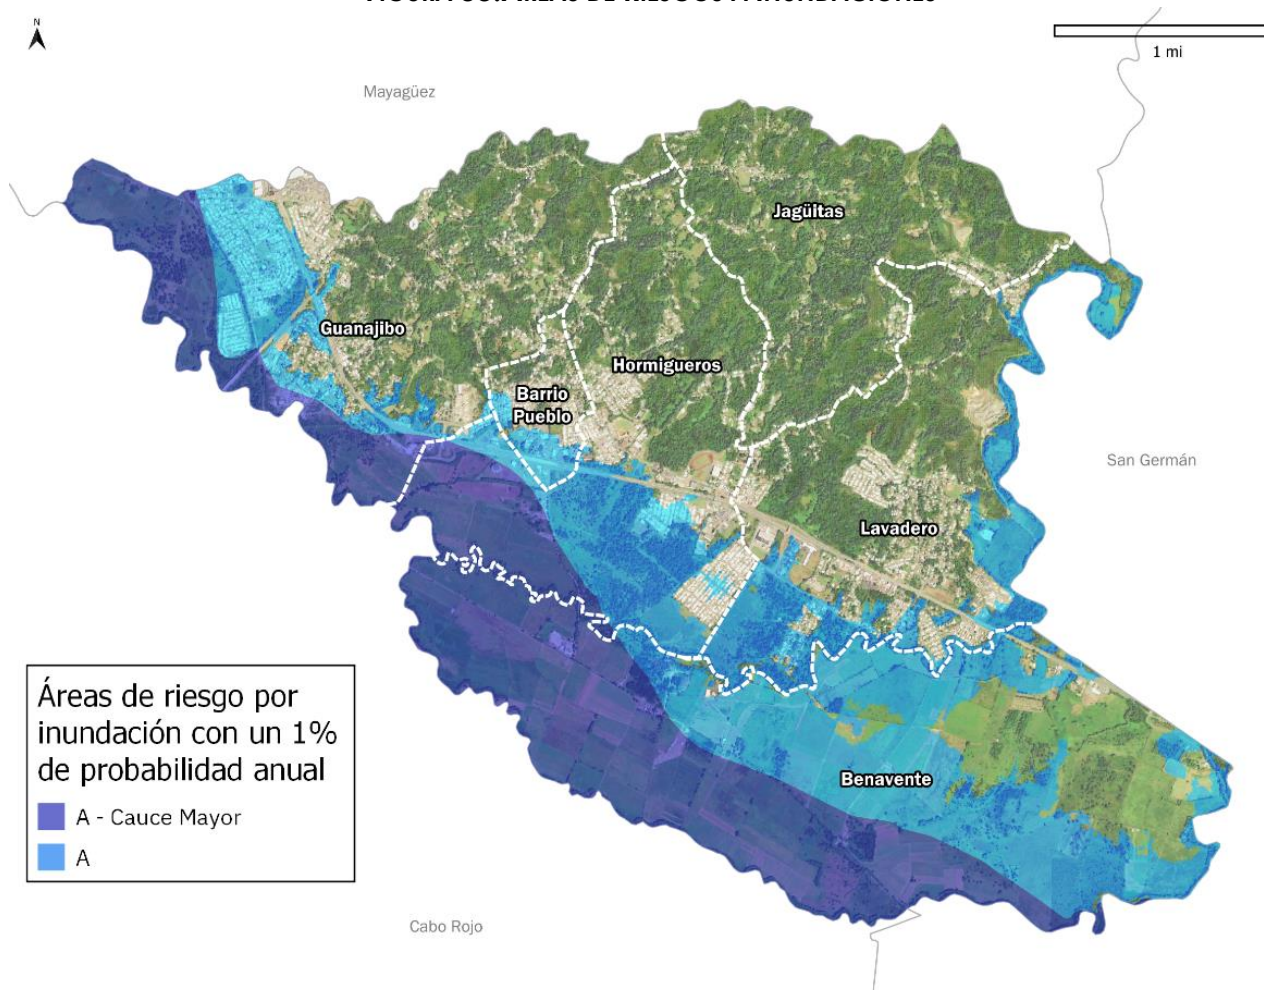 N
1 mi
Mayagüez
Jagüitas
Guanajibo
Hormigueros
Barrio
Pueblo
San Germán
Lavadero
Áreas de riesgo por
inundación con un 1%
de probabilidad anual
A - Cauce Mayor
A
Benavente
Cabo Rojo